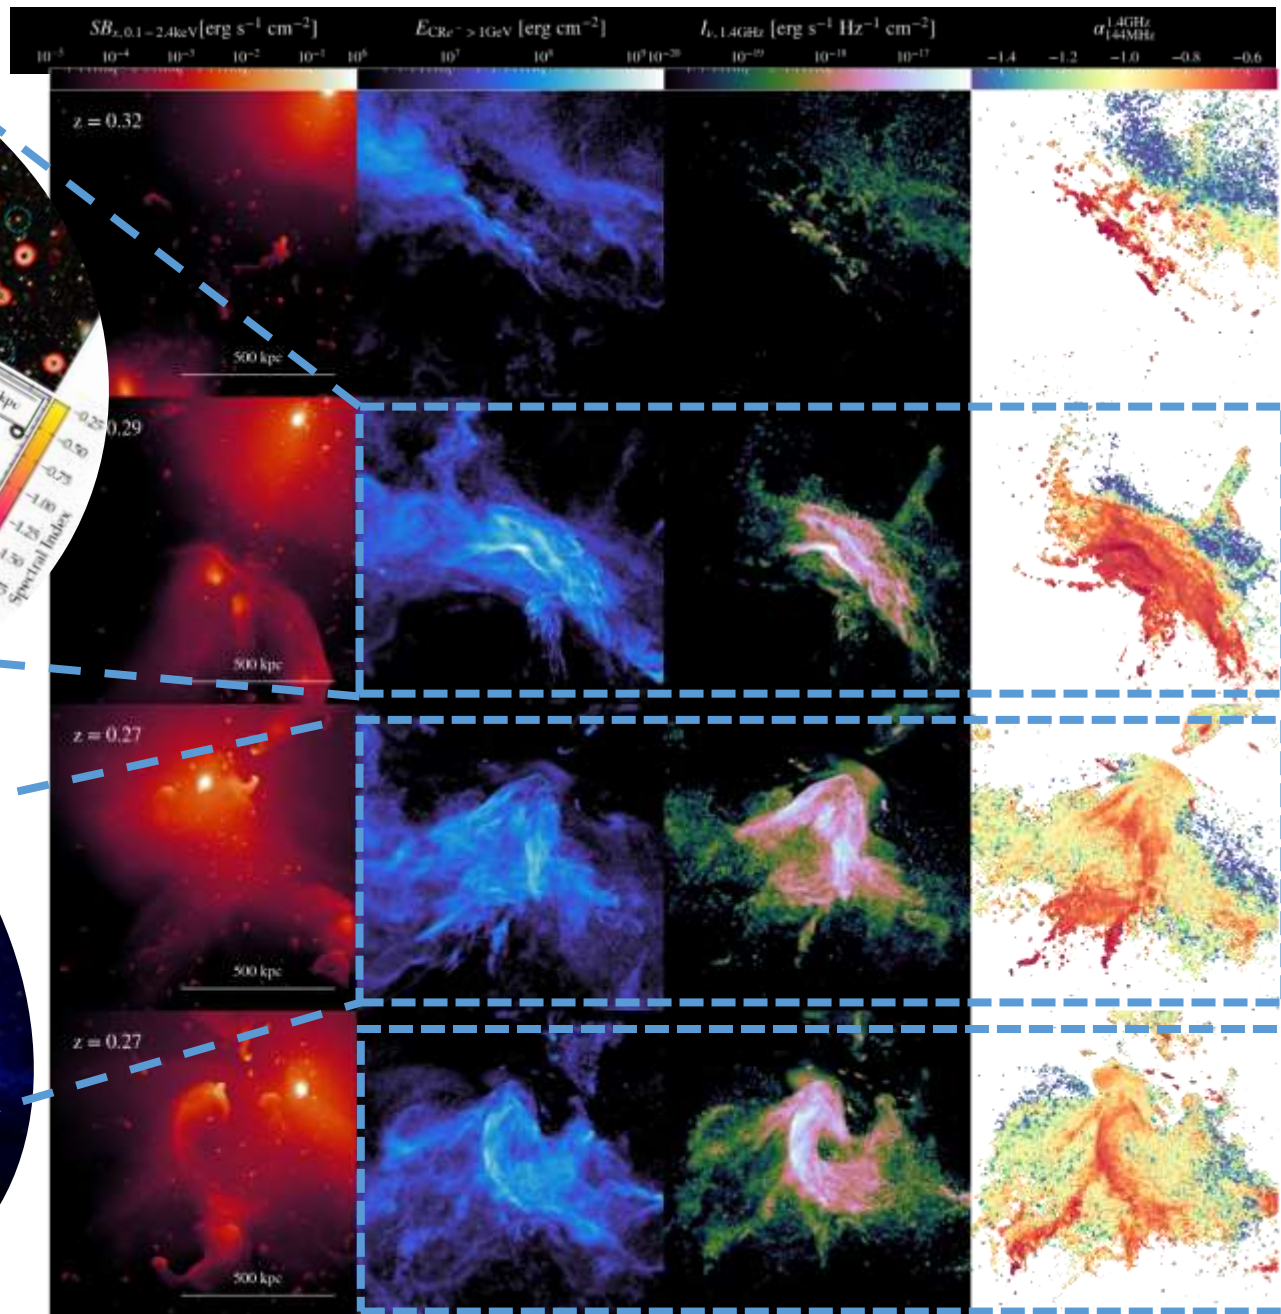 SB_{x, 0.1−2.4keV}[erg s^{−1} cm^{−2}]
10^{−5} 10^{−4} 10^{−3} 10^{−2} 10^{−1}
E_{CRe^{−} > 1GeV} [erg cm^{−2}]
10^{6} 10^{7} 10^{8} 10^{9}
I_{ν, 1.4GHz} [erg s^{−1} Hz^{−1} cm^{−2}]
10^{−20} 10^{−19} 10^{−18} 10^{−17}
α^{1.4GHz}_{144MHz}
−1.4 −1.2 −1.0 −0.8 −0.6
z = 0.32
500 kpc
kpc
0.29
−0.25
−0.50
−0.75
−1.00
−1.25
Spectral Index
500 kpc
z = 0.27
500 kpc
z = 0.27
500 kpc